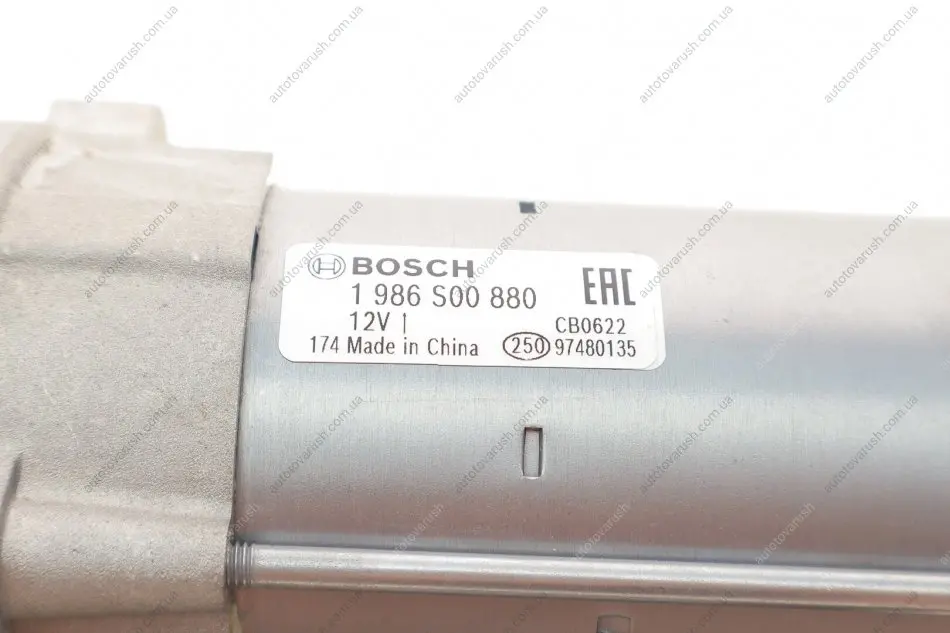 BOSCH
EAC
1 986 S00 880
12V |
CB0622
174 Made in China
250 97480135
autotovarush.com.ua